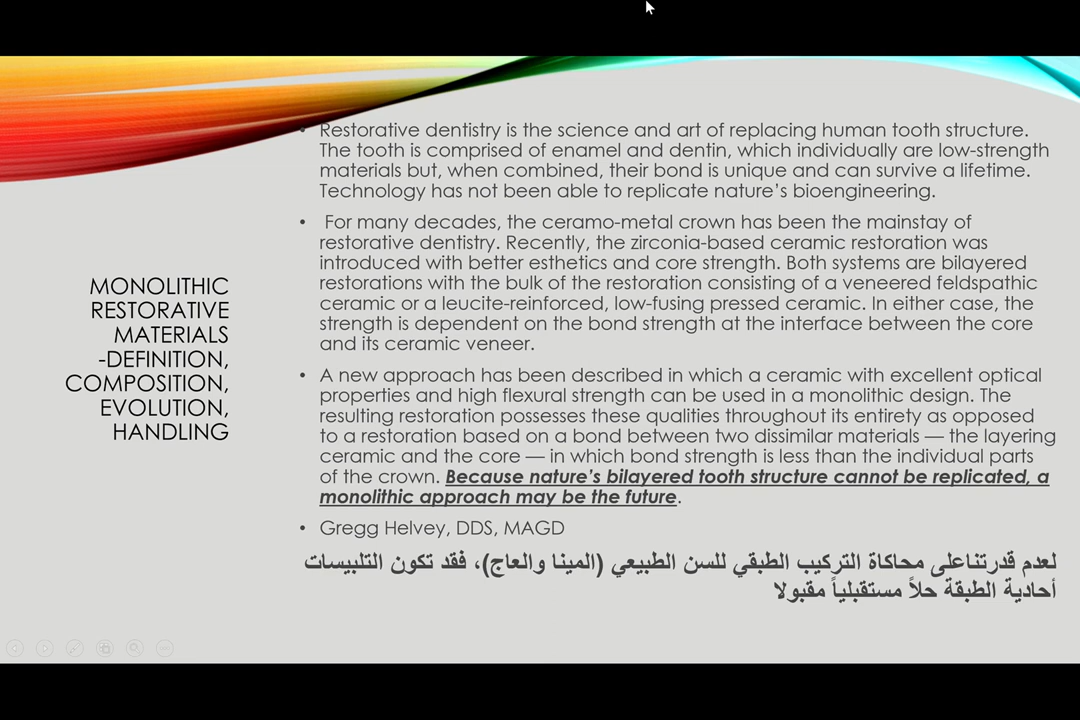 MONOLITHIC
RESTORATIVE
MATERIALS
-DEFINITION,
COMPOSITION,
EVOLUTION,
HANDLING
• Restorative dentistry is the science and art of replacing human tooth structure.
The tooth is comprised of enamel and dentin, which individually are low-strength
materials but, when combined, their bond is unique and can survive a lifetime.
Technology has not been able to replicate nature’s bioengineering.
• For many decades, the ceramo-metal crown has been the mainstay of
restorative dentistry. Recently, the zirconia-based ceramic restoration was
introduced with better esthetics and core strength. Both systems are bilayered
restorations with the bulk of the restoration consisting of a veneered feldspathic
ceramic or a leucite-reinforced, low-fusing pressed ceramic. In either case, the
strength is dependent on the bond strength at the interface between the core
and its ceramic veneer.
• A new approach has been described in which a ceramic with excellent optical
properties and high flexural strength can be used in a monolithic design. The
resulting restoration possesses these qualities throughout its entirety as opposed
to a restoration based on a bond between two dissimilar materials — the layering
ceramic and the core — in which bond strength is less than the individual parts
of the crown. Because nature’s bilayered tooth structure cannot be replicated, a
monolithic approach may be the future.
• Gregg Helvey, DDS, MAGD
لعدم قدرتناعلى محاكاة التركيب الطبقي للسن الطبيعي (المينا والعاج)، فقد تكون التلبيسات
أحادية الطبقة حلاً مستقبلياً مقبولا